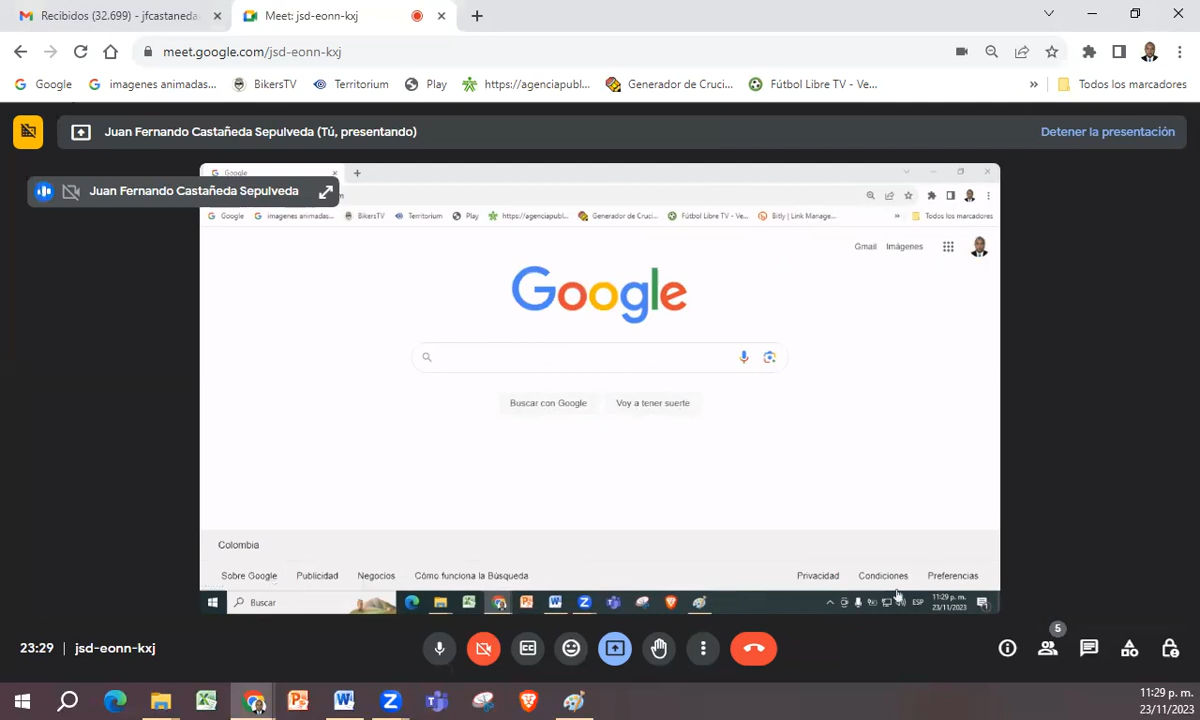 Recibidos (32.699) - jfcastaneda
Meet: jsd-eonn-kxj
meet.google.com/jsd-eonn-kxj
Google
imagenes animadas...
BikersTV
Territorium
Play
https://agenciapubl...
Generador de Cruci...
Fútbol Libre TV - Ve...
»
Todos los marcadores
Juan Fernando Castañeda Sepulveda (Tú, presentando)
Detener la presentación
Google
Juan Fernando Castañeda Sepulveda
Google
imagenes animadas...
BikersTV
Territorium
Play
https://agenciapubl...
Generador de Cruci...
Fútbol Libre TV - Ve...
Bitly | Link Manage...
»
Todos los marcadores
Gmail
Imágenes
Google
Buscar con Google
Voy a tener suerte
Colombia
Sobre Google
Publicidad
Negocios
Cómo funciona la Búsqueda
Privacidad
Condiciones
Preferencias
Buscar
ESP
11:29 p. m.
23/11/2023
23:29
jsd-eonn-kxj
5
11:29 p. m.
23/11/2023